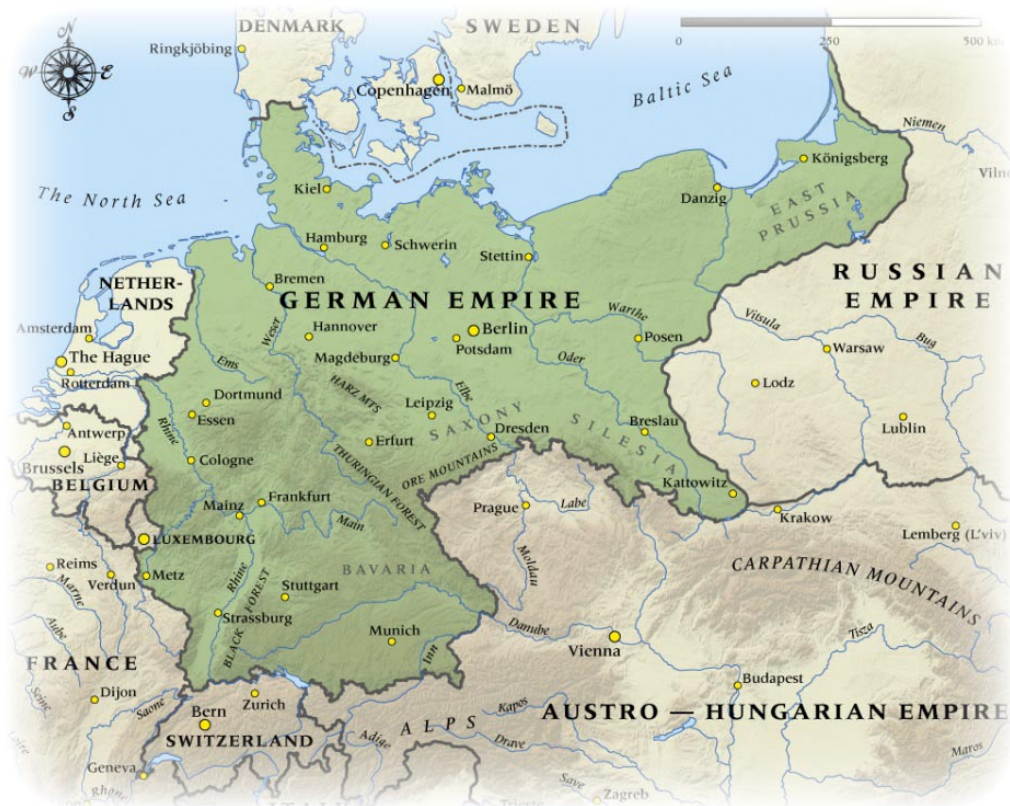 DENMARK
SWEDEN
N
W
E
S
0
250
500 km
Ringkjöbing
Copenhagen
Malmö
Baltic Sea
Niemen
Königsberg
The North Sea
Kiel
Danzig
EAST
PRUSSIA
Hamburg
Schwerin
Stettin
RUSSIAN
EMPIRE
NETHER-
LANDS
Bremen
GERMAN EMPIRE
Weser
Warthe
Vitsula
Bug
Amsterdam
Hannover
Berlin
Potsdam
Posen
Warsaw
The Hague
Rotterdam
Ems
Magdeburg
Oder
HARZ MTS
Elbe
Lodz
Dortmund
Essen
Leipzig
SAXONY
SILESIA
Breslau
Lublin
Antwerp
Rhine
Erfurt
Dresden
Brussels
Liège
BELGIUM
Cologne
THURINGIAN FOREST
ORE MOUNTAINS
Kattowitz
Mainz
Frankfurt
Main
Prague
Labe
Krakow
Lemberg (L'viv)
LUXEMBOURG
Moldau
Reims
Marne
Verdun
Metz
BAVARIA
CARPATHIAN MOUNTAINS
Rhine
BLACK FOREST
Stuttgart
Strassburg
Aube
Munich
Inn
Danube
Vienna
Tisza
FRANCE
Seine
Dijon
Saone
Bern
Zurich
SWITZERLAND
Budapest
ALPS
Kapos
AUSTRO — HUNGARIAN EMPIRE
Adige
Drave
Maros
Geneva
Rhone
Save
Zagreb
Trieste